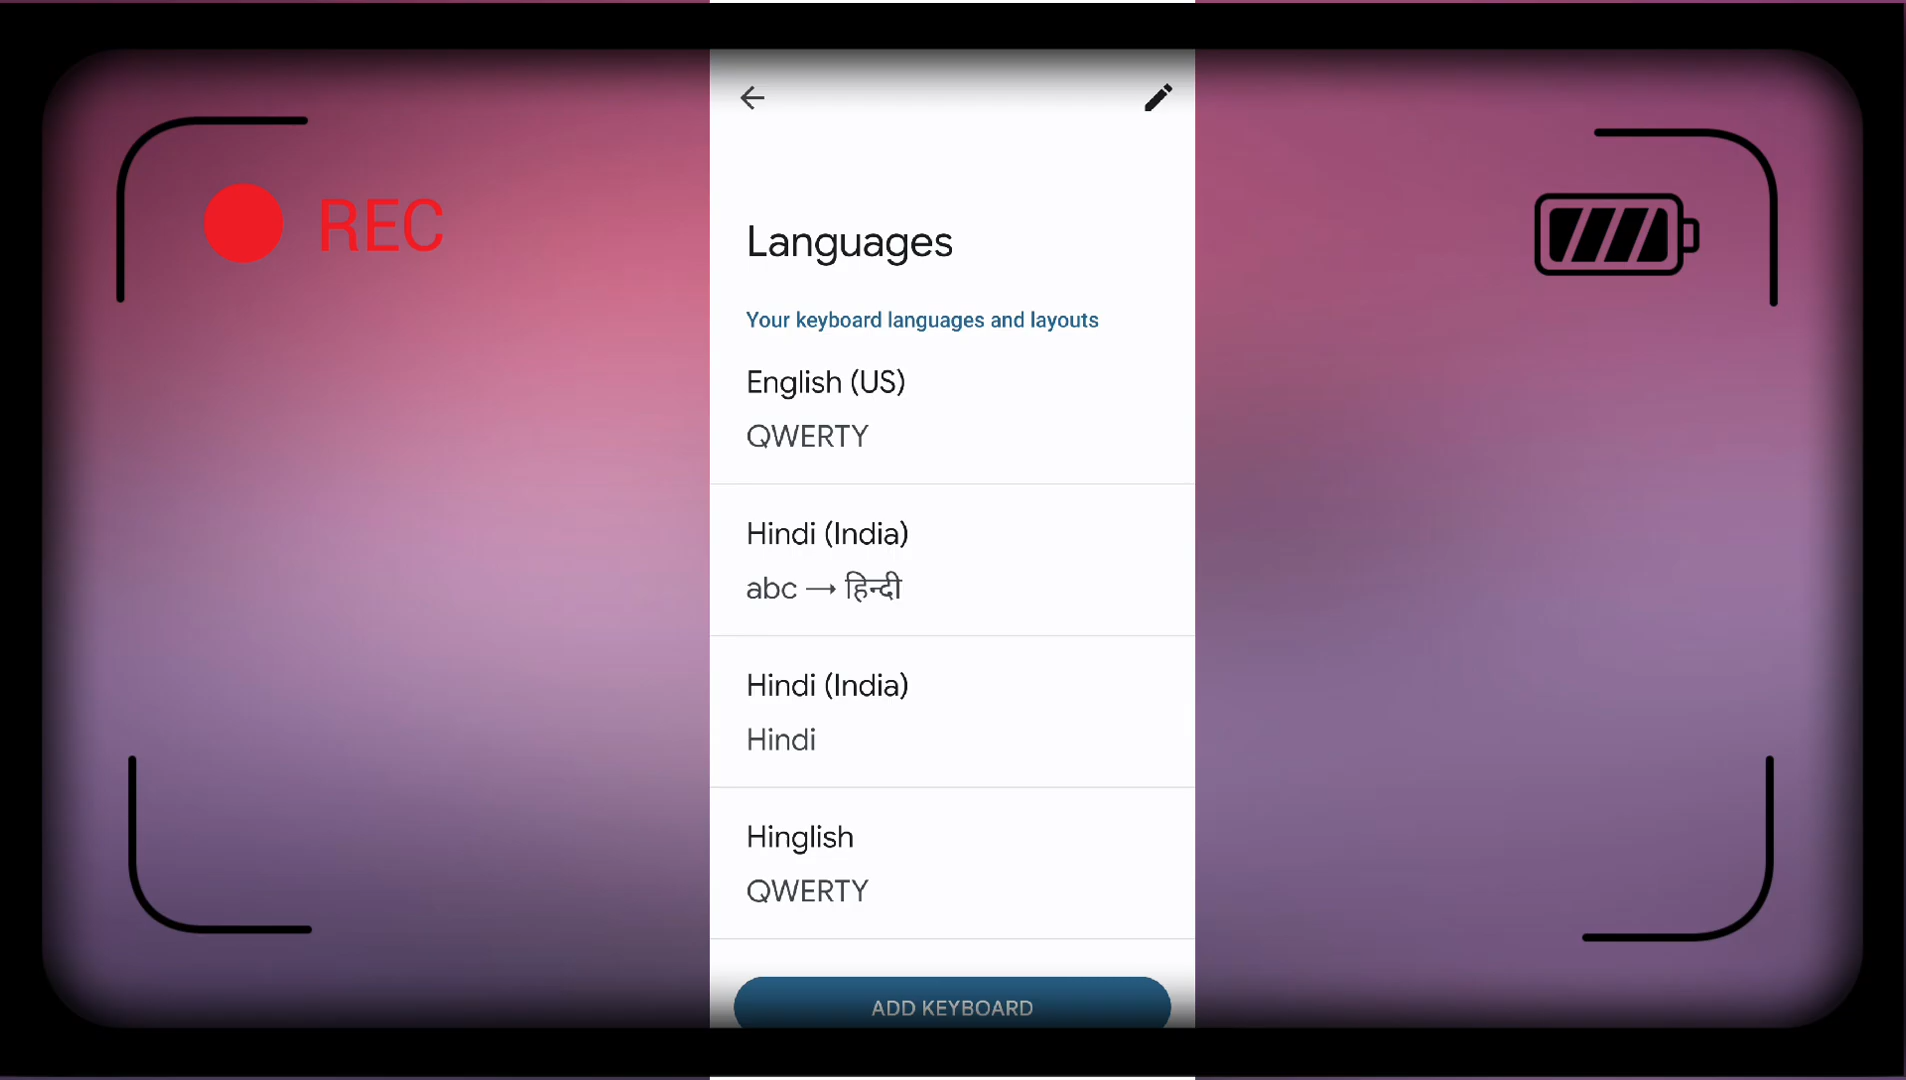 REC
Languages
Your keyboard languages and layouts
English (US)
QWERTY
Hindi (India)
abc → हिन्दी
Hindi (India)
Hindi
Hinglish
QWERTY
ADD KEYBOARD